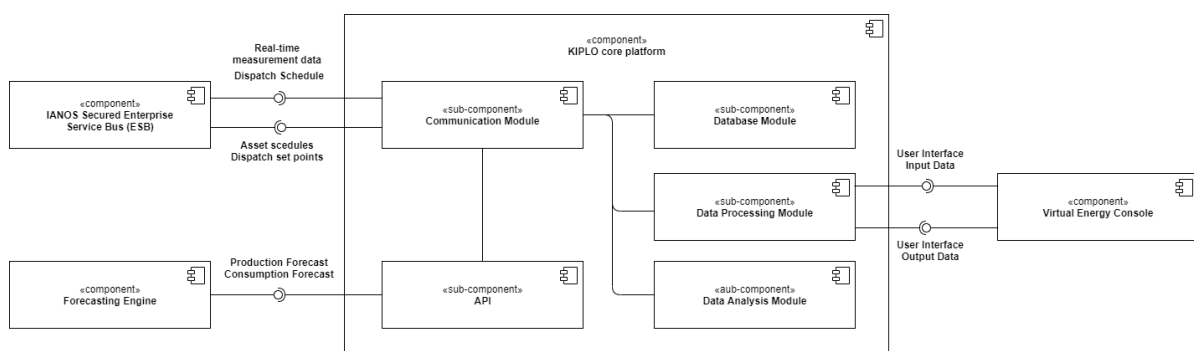 «component»
KIPLO core platform
Real-time
measurement data
Dispatch Schedule
«component»
IANOS Secured Enterprise
Service Bus (ESB)
Asset scedules
Dispatch set points
«sub-component»
Communication Module
«sub-component»
Database Module
«sub-component»
Data Processing Module
User Interface
Input Data
«component»
Virtual Energy Console
User Interface
Output Data
«component»
Forecasting Engine
Production Forecast
Consumption Forecast
«sub-component»
API
«aub-component»
Data Analysis Module